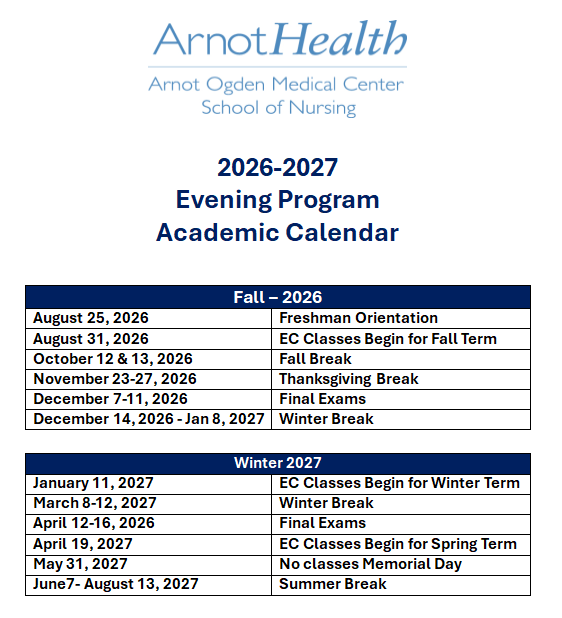 ArnotHealth
Arnot Ogden Medical Center
School of Nursing
2026-2027
Evening Program
Academic Calendar
Fall – 2026
August 25, 2026 Freshman Orientation
August 31, 2026 EC Classes Begin for Fall Term
October 12 & 13, 2026 Fall Break
November 23-27, 2026 Thanksgiving Break
December 7-11, 2026 Final Exams
December 14, 2026 - Jan 8, 2027 Winter Break
Winter 2027
January 11, 2027 EC Classes Begin for Winter Term
March 8-12, 2027 Winter Break
April 12-16, 2026 Final Exams
April 19, 2027 EC Classes Begin for Spring Term
May 31, 2027 No classes Memorial Day
June7- August 13, 2027 Summer Break